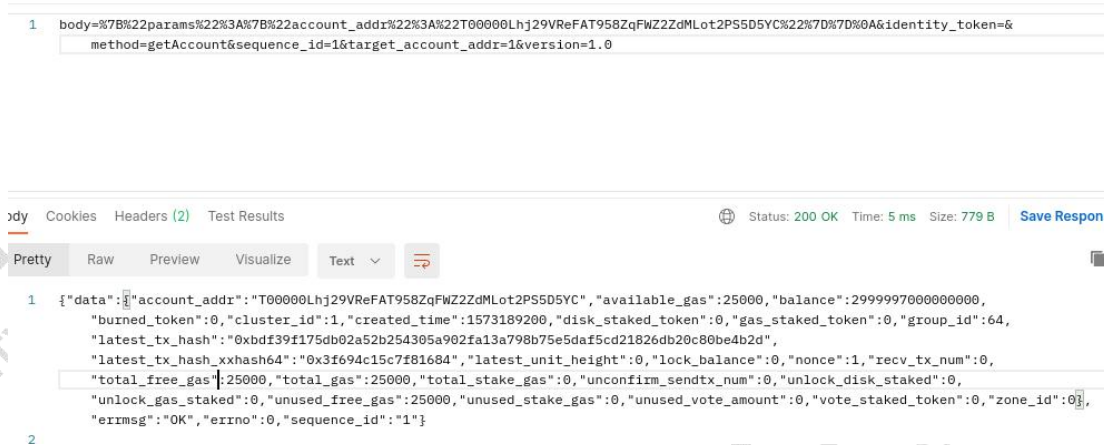 1 body=%7B%22params%22%3A%7B%22account_addr%22%3A%22T00000Lhj29VReFAT958ZqFWZ2ZdMLot2PS5D5YC%22%7D%7D%0A&identity_token=&
method=getAccount&sequence_id=1&target_account_addr=1&version=1.0
ody Cookies Headers (2) Test Results Status: 200 OK Time: 5 ms Size: 779 B Save Respon
Pretty Raw Preview Visualize Text
1 {"data":{"account_addr":"T00000Lhj29VReFAT958ZqFWZ2ZdMLot2PS5D5YC","available_gas":25000,"balance":2999997000000000,
"burned_token":0,"cluster_id":1,"created_time":1573189200,"disk_staked_token":0,"gas_staked_token":0,"group_id":64,
"latest_tx_hash":"0xbdf39f175db02a52b254305a902fa13a798b75e5daf5cd21826db20c80be4b2d",
"latest_tx_hash_xxhash64":"0x3f694c15c7f81684","latest_unit_height":0,"lock_balance":0,"nonce":1,"recv_tx_num":0,
"total_free_gas":25000,"total_gas":25000,"total_stake_gas":0,"unconfirm_sendtx_num":0,"unlock_disk_staked":0,
"unlock_gas_staked":0,"unused_free_gas":25000,"unused_stake_gas":0,"unused_vote_amount":0,"vote_staked_token":0,"zone_id":0},
"errmsg":"OK","errno":0,"sequence_id":"1"}
2